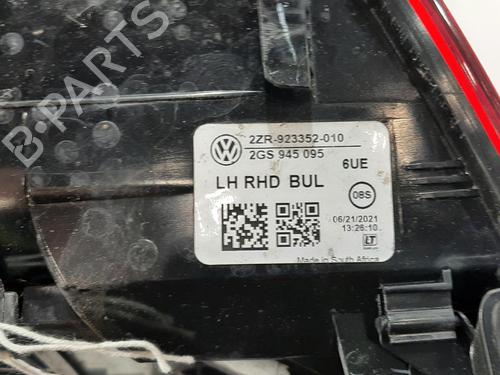 2ZR-923352-010
2GS 945 095
6UE
LH RHD BUL
OBS
06/21/2021
13:26:10
LT
Made in South Africa
B-PARTS